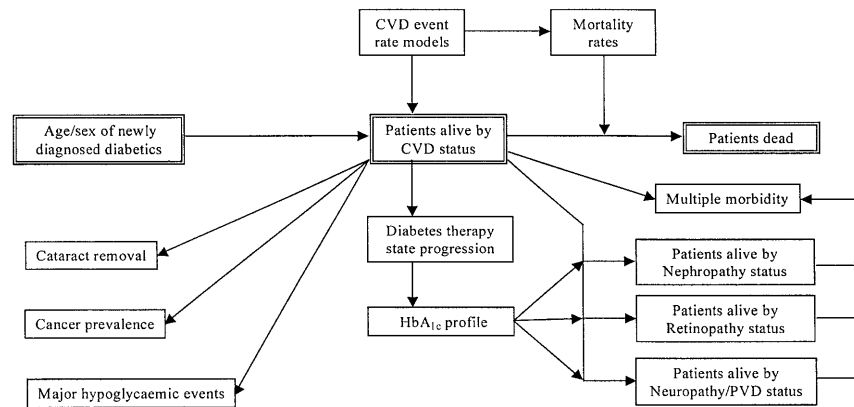 CVD event
rate models
Mortality
rates
Age/sex of newly
diagnosed diabetics
Patients alive by
CVD status
Patients dead
Multiple morbidity
Diabetes therapy
state progression
Cataract removal
Patients alive by
Nephropathy status
Cancer prevalence
HbA1c profile
Patients alive by
Retinopathy status
Major hypoglycaemic events
Patients alive by
Neuropathy/PVD status